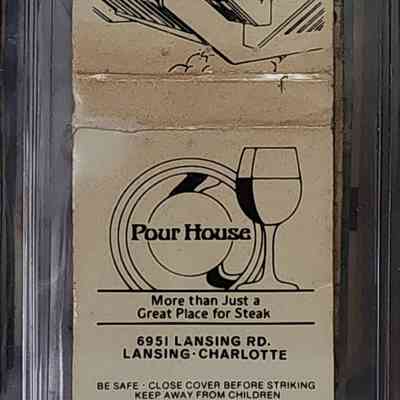 Pour House
More than Just a
Great Place for Steak
6951 LANSING RD.
LANSING·CHARLOTTE
BE SAFE · CLOSE COVER BEFORE STRIKING
KEEP AWAY FROM CHILDREN